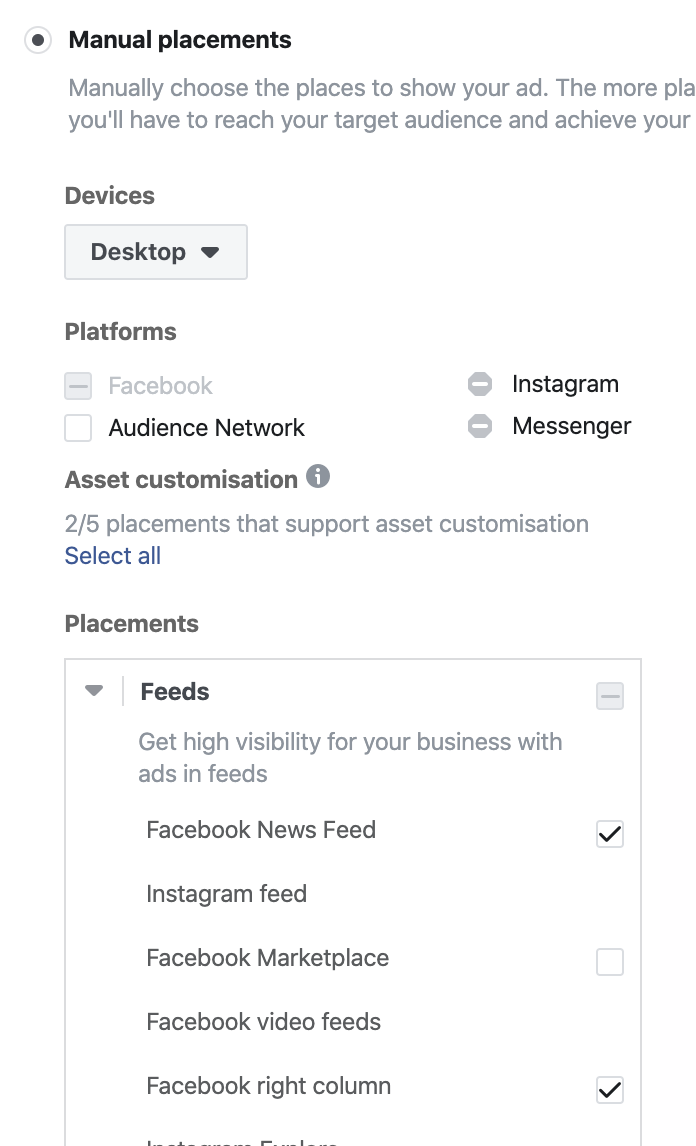 Manual placements
Manually choose the places to show your ad. The more pla
you'll have to reach your target audience and achieve your
Devices
Desktop
Platforms
Facebook
Instagram
Audience Network
Messenger
Asset customisation
2/5 placements that support asset customisation
Select all
Placements
Feeds
Get high visibility for your business with
ads in feeds
Facebook News Feed
Instagram feed
Facebook Marketplace
Facebook video feeds
Facebook right column